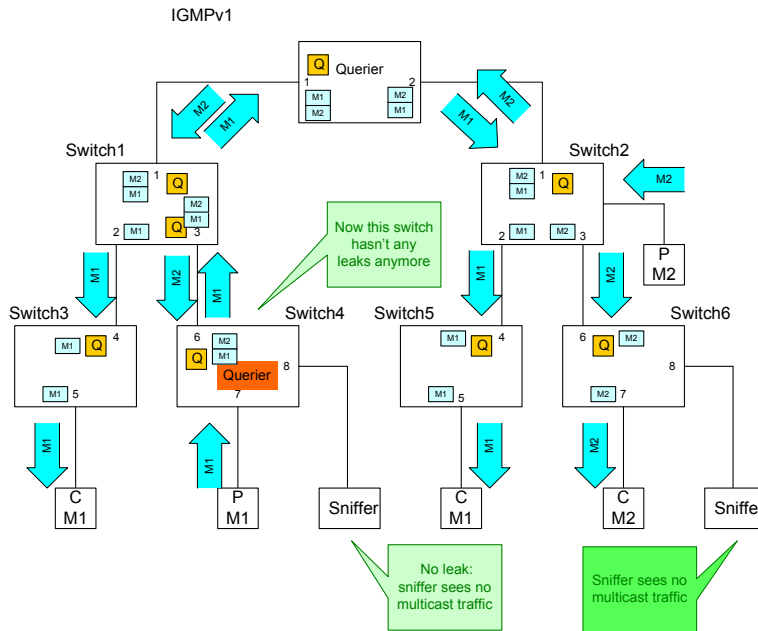 IGMPv1
Q
Querier
1
2
M1
M2
M2
M1
M2
M1
M1
M2
Switch1
M2
M1
1
Q
M2
M1
Q
2
M1
3
Switch2
M2
M1
1
Q
2
M1
M2
3
M2
P
M2
Now this switch
hasn't any
leaks anymore
M1
M2
M1
M1
M2
Switch3
M1
Q
4
M1
5
Switch4
6
Q
M2
M1
Querier
8
7
Switch5
M1
Q
4
M1
5
Switch6
6
Q
M2
8
M2
7
M1
M1
M1
M2
C
M1
P
M1
Sniffer
C
M1
C
M2
Sniffe
No leak:
sniffer sees no
multicast traffic
Sniffer sees no
multicast traffic